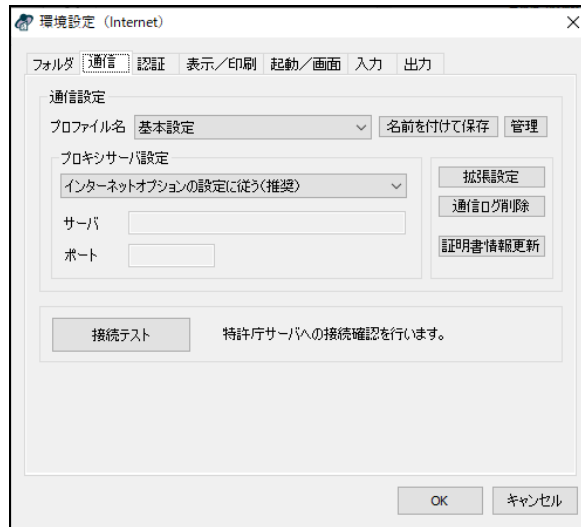 環境設定（Internet）
フォルダ 通信 認証 表示／印刷 起動／画面 入力 出力
通信設定
プロファイル名 基本設定 名前を付けて保存 管理
プロキシサーバ設定
インターネットオプションの設定に従う(推奨)
拡張設定
サーバ
通信ログ削除
ポート
証明書情報更新
接続テスト 特許庁サーバへの接続確認を行います。
OK キャンセル